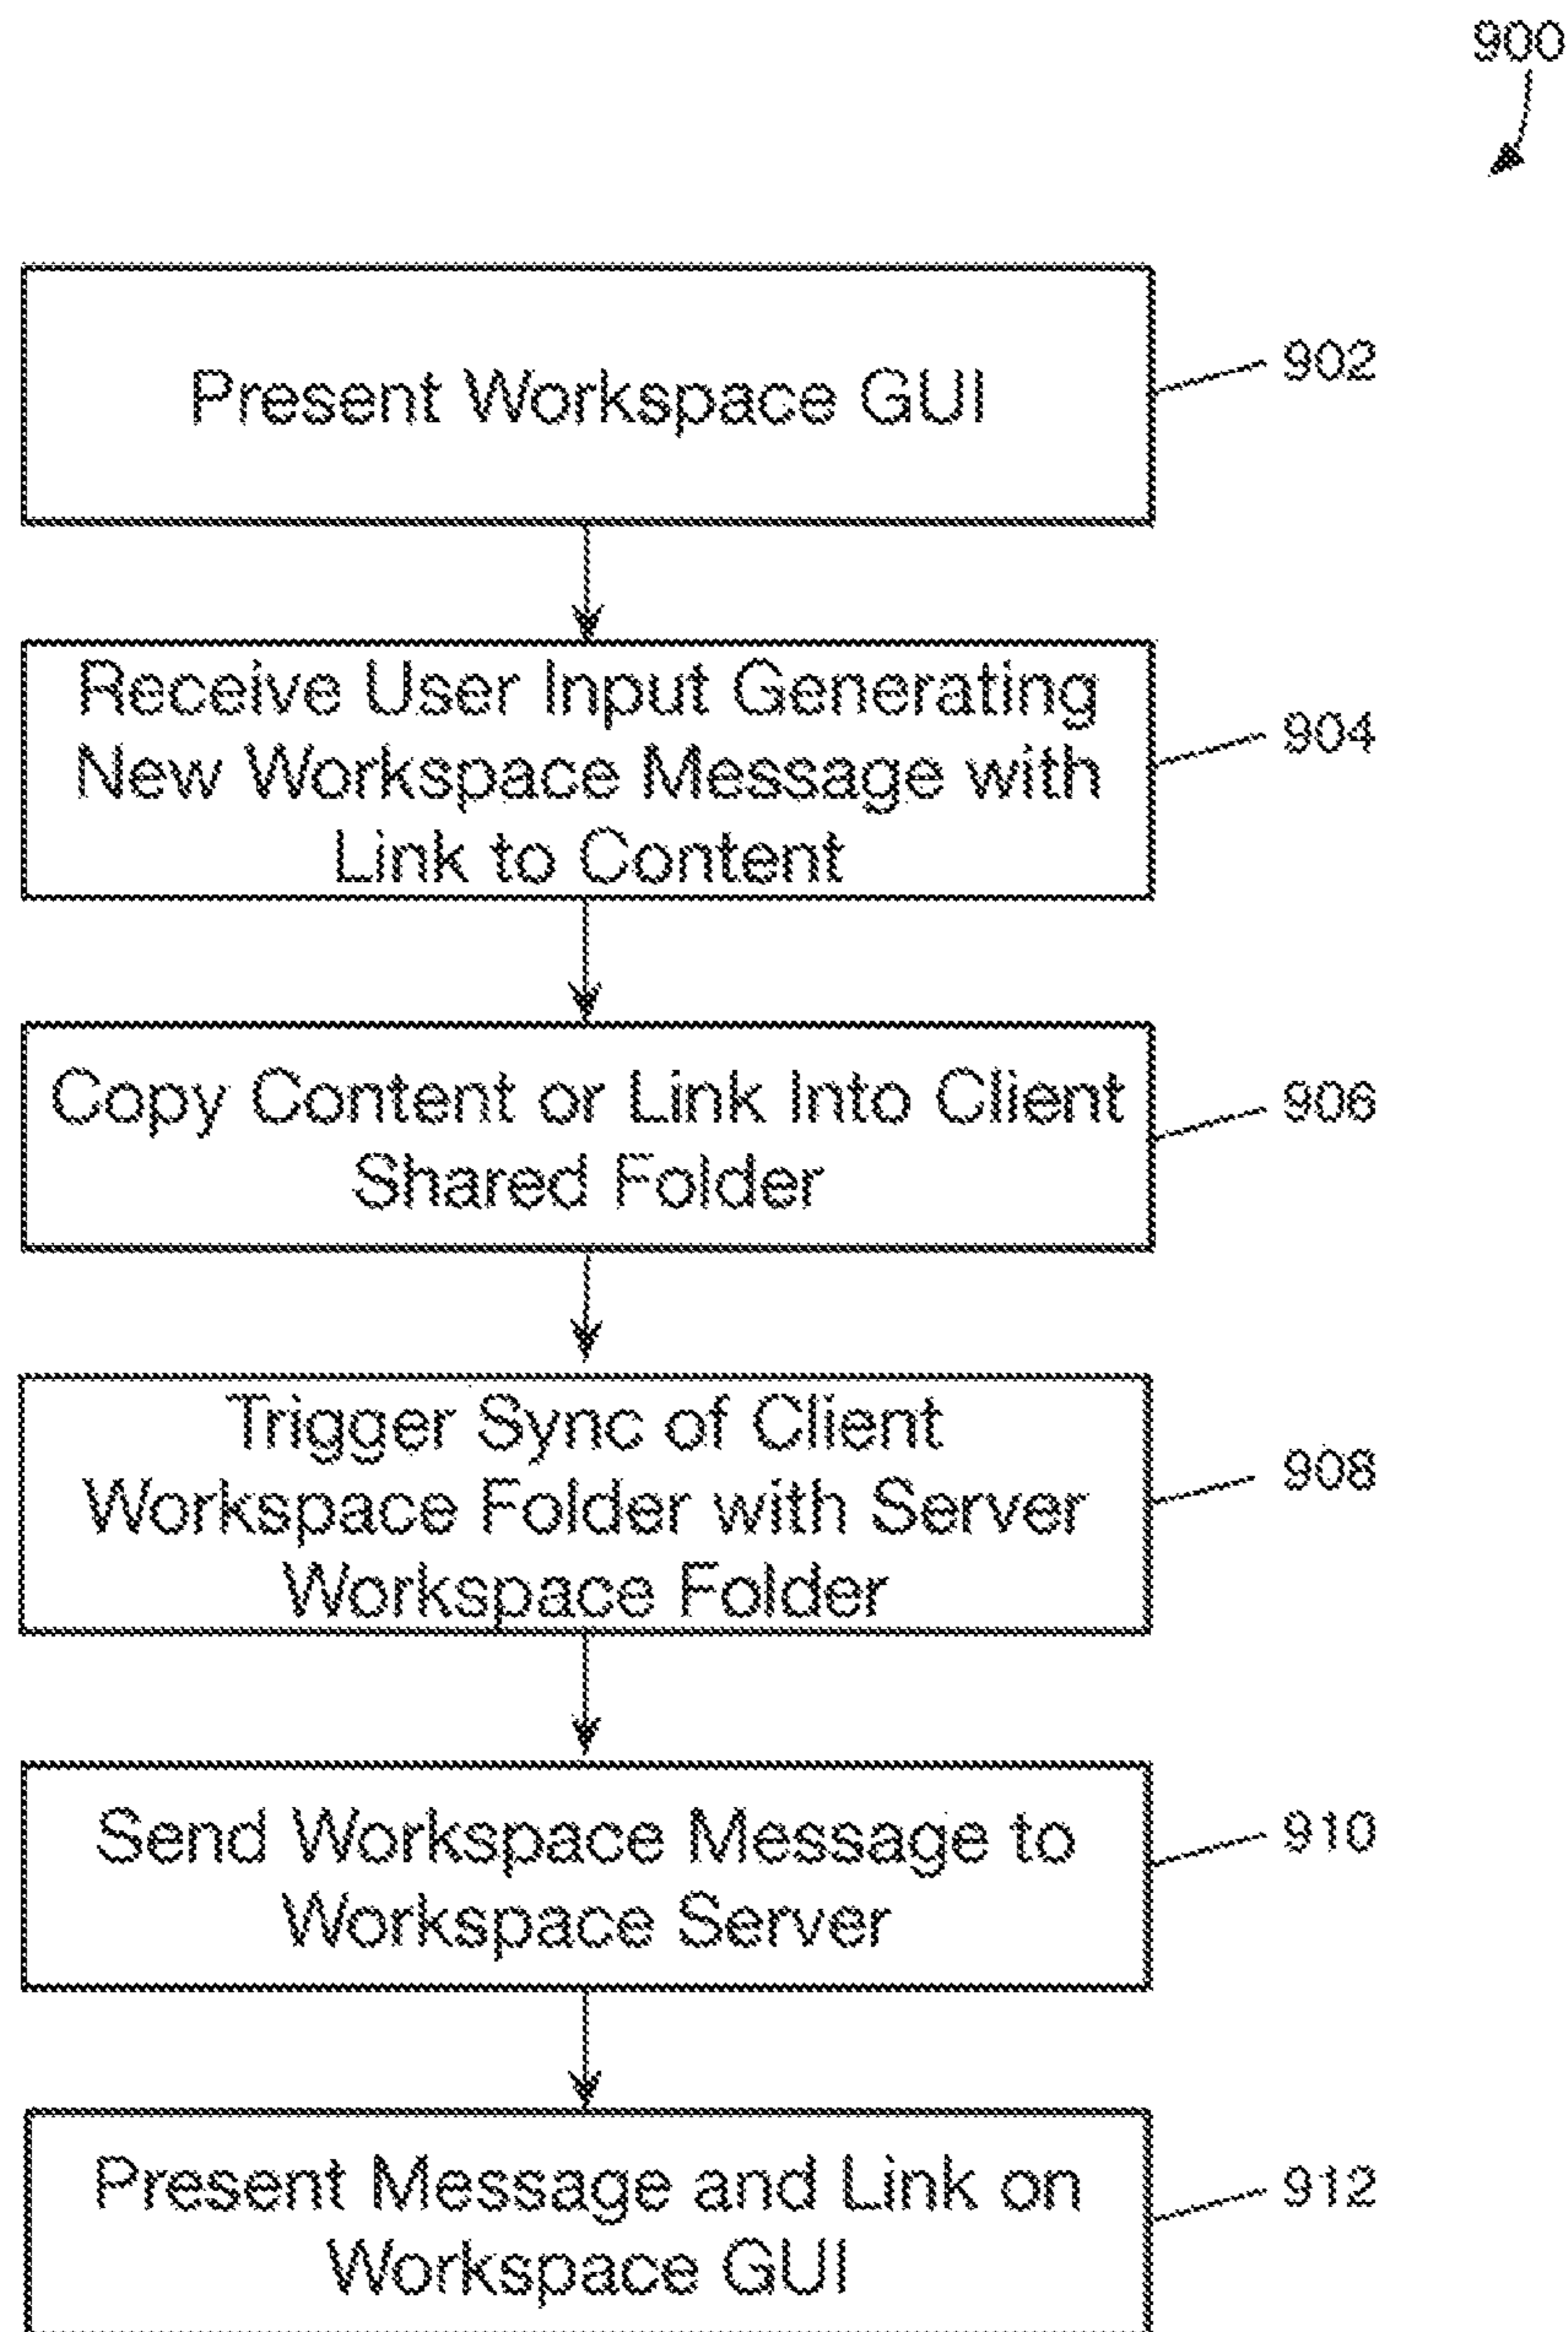 900
Present Workspace GUI
902
Receive User Input Generating
New Workspace Message with
Link to Content
904
Copy Content or Link Into Client
Shared Folder
906
Trigger Sync of Client
Workspace Folder with Server
Workspace Folder
908
Send Workspace Message to
Workspace Server
910
Present Message and Link on
Workspace GUI
912